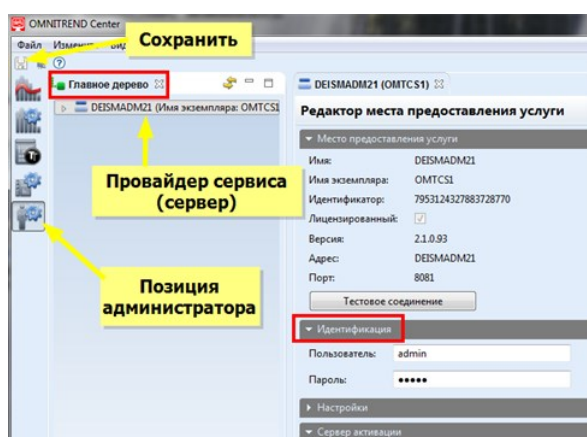 OMNITREND Center
Файл
Сохранить
Главное дерево
DEISMADM21 (Имя экземпляра: OMTCS1
Провайдер сервиса
(сервер)
Позиция
администратора
DEISMADM21 (OMTCS1)
Редактор места предоставления услуги
Место предоставления услуги
Имя: DEISMADM21
Имя экземпляра: OMTCS1
Идентификатор: 7953124327883728770
Лицензированный:
Версия: 2.1.0.93
Адрес: DEISMADM21
Порт: 8081
Тестовое соединение
Идентификация
Пользователь: admin
Пароль: •••••
Настройки
Сервер активации